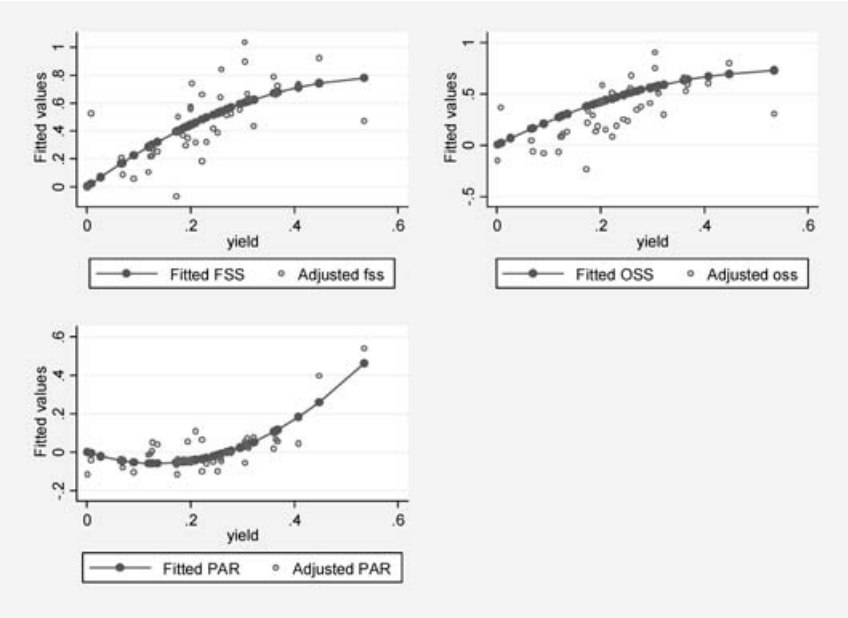 Fitted values
1
.8
.6
.4
.2
0
0 .2 .4 .6
yield
Fitted FSS Adjusted fss
Fitted values
1
.5
0
-.5
0 .2 .4 .6
yield
Fitted OSS Adjusted oss
Fitted values
.6
.4
.2
0
-.2
0 .2 .4 .6
yield
Fitted PAR Adjusted PAR